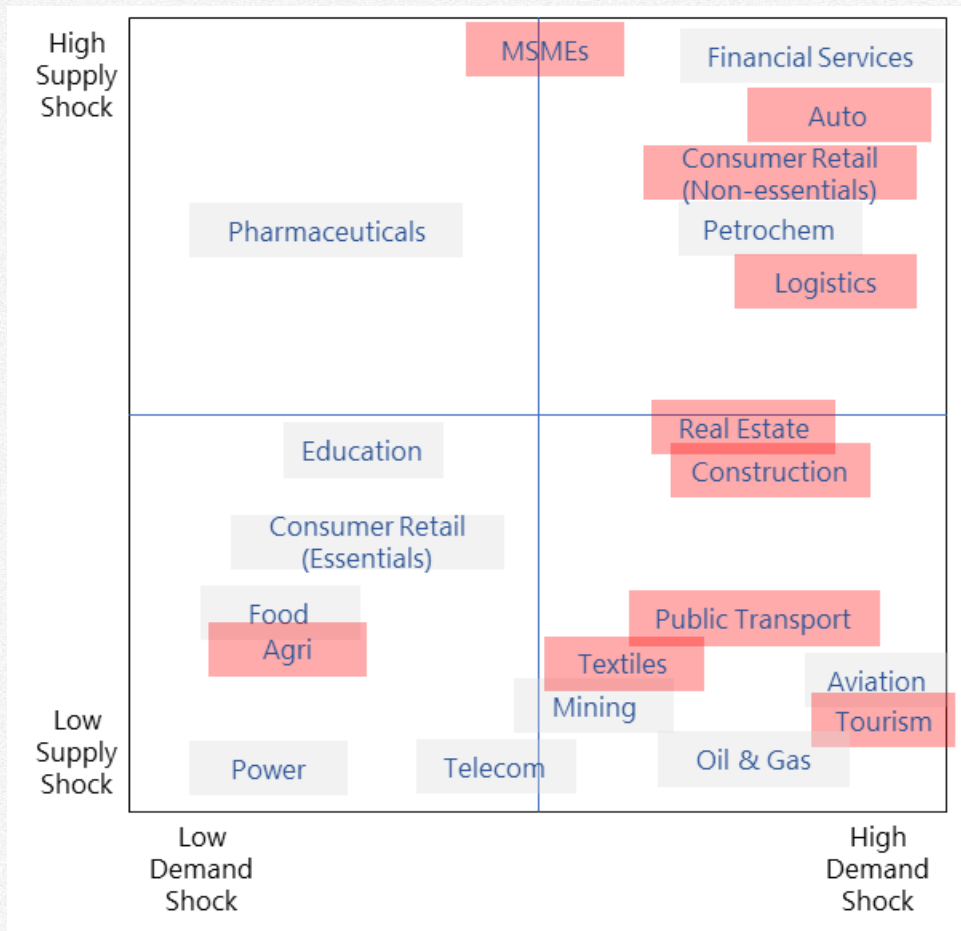 High
Supply
Shock
MSMEs
Financial Services
Auto
Consumer Retail
(Non-essentials)
Pharmaceuticals
Petrochem
Logistics
Real Estate
Education
Construction
Consumer Retail
(Essentials)
Food
Public Transport
Agri
Textiles
Aviation
Mining
Tourism
Low
Supply
Shock
Power
Telecom
Oil & Gas
Low
Demand
Shock
High
Demand
Shock